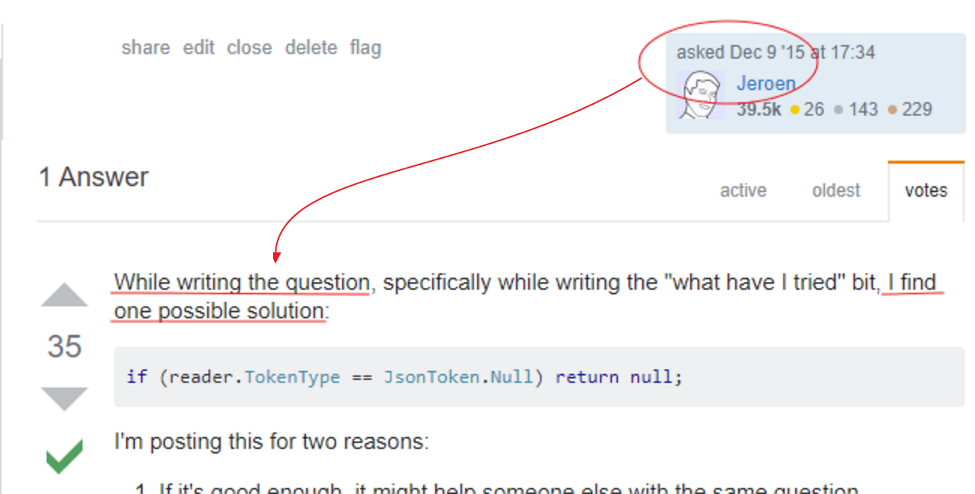 share edit close delete flag
asked Dec 9 '15 at 17:34
Jeroen
39.5k 26 143 229
1 Answer
active oldest votes
While writing the question, specifically while writing the "what have I tried" bit, I find
one possible solution:
35
if (reader.TokenType == JsonToken.Null) return null;
I'm posting this for two reasons:
1. If it's good enough, it might help someone else with the same question